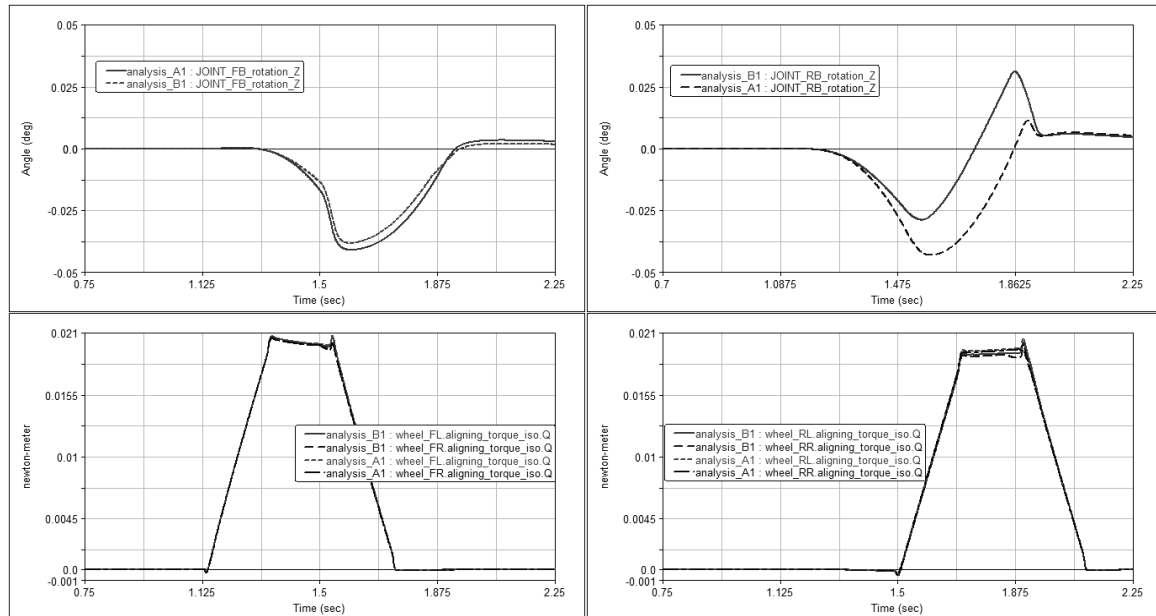 0.05
0.025
0.0
-0.025
-0.05
Angle (deg)
analysis_A1 : JOINT_FB_rotation_Z
analysis_B1 : JOINT_FB_rotation_Z
0.75 1.125 1.5 1.875 2.25
Time (sec)
0.05
0.025
0.0
-0.025
-0.05
Angle (deg)
analysis_B1 : JOINT_RB_rotation_Z
analysis_A1 : JOINT_RB_rotation_Z
0.7 1.0875 1.475 1.8625 2.25
Time (sec)
0.021
0.0155
0.01
0.0045
0.0
-0.001
newton-meter
analysis_B1 : wheel_FL.aligning_torque_iso.Q
analysis_B1 : wheel_FR.aligning_torque_iso.Q
analysis_A1 : wheel_FL.aligning_torque_iso.Q
analysis_A1 : wheel_FR.aligning_torque_iso.Q
0.75 1.125 1.5 1.875 2.25
Time (sec)
0.021
0.0155
0.01
0.0045
0.0
-0.001
newton-meter
analysis_B1 : wheel_RL.aligning_torque_iso.Q
analysis_B1 : wheel_RR.aligning_torque_iso.Q
analysis_A1 : wheel_RL.aligning_torque_iso.Q
analysis_A1 : wheel_RR.aligning_torque_iso.Q
0.75 1.125 1.5 1.875 2.25
Time (sec)